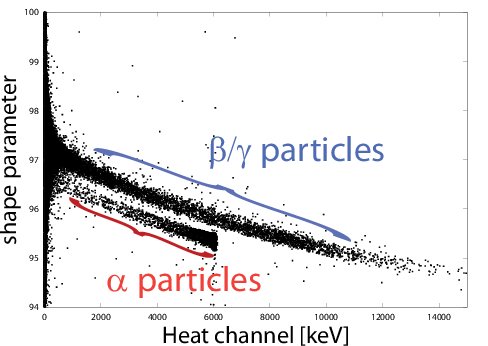 100
99
98
97
96
95
94
shape parameter
β/γ particles
α particles
0 2000 4000 6000 8000 10000 12000 14000
Heat channel [keV]